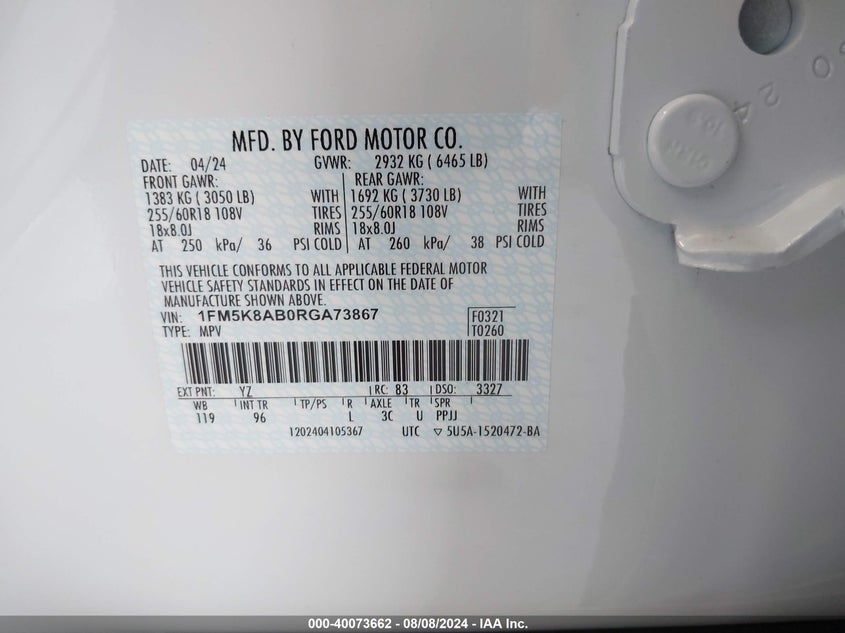 MFD. BY FORD MOTOR CO.
DATE: 04/24 GVWR: 2932 KG ( 6465 LB)
FRONT GAWR: REAR GAWR:
1383 KG ( 3050 LB) WITH 1692 KG ( 3730 LB) WITH
255/60R18 108V TIRES 255/60R18 108V TIRES
18x8.0J RIMS 18x8.0J RIMS
AT 250 kPa/ 36 PSI COLD AT 260 kPa/ 38 PSI COLD
THIS VEHICLE CONFORMS TO ALL APPLICABLE FEDERAL MOTOR
VEHICLE SAFETY STANDARDS IN EFFECT ON THE DATE OF
MANUFACTURE SHOWN ABOVE.
VIN: 1FM5K8AB0RGA73867 F0321
TYPE: MPV T0260
EXT PNT: YZ RC: 83 DSO: 3327
WB INT TR TP/PS R AXLE TR SPR
119 96 L 3C U PPJJ
1202404105367 UTC ▽ 5U5A-1520472-BA
000-40073662 - 08/08/2024 - IAA Inc.